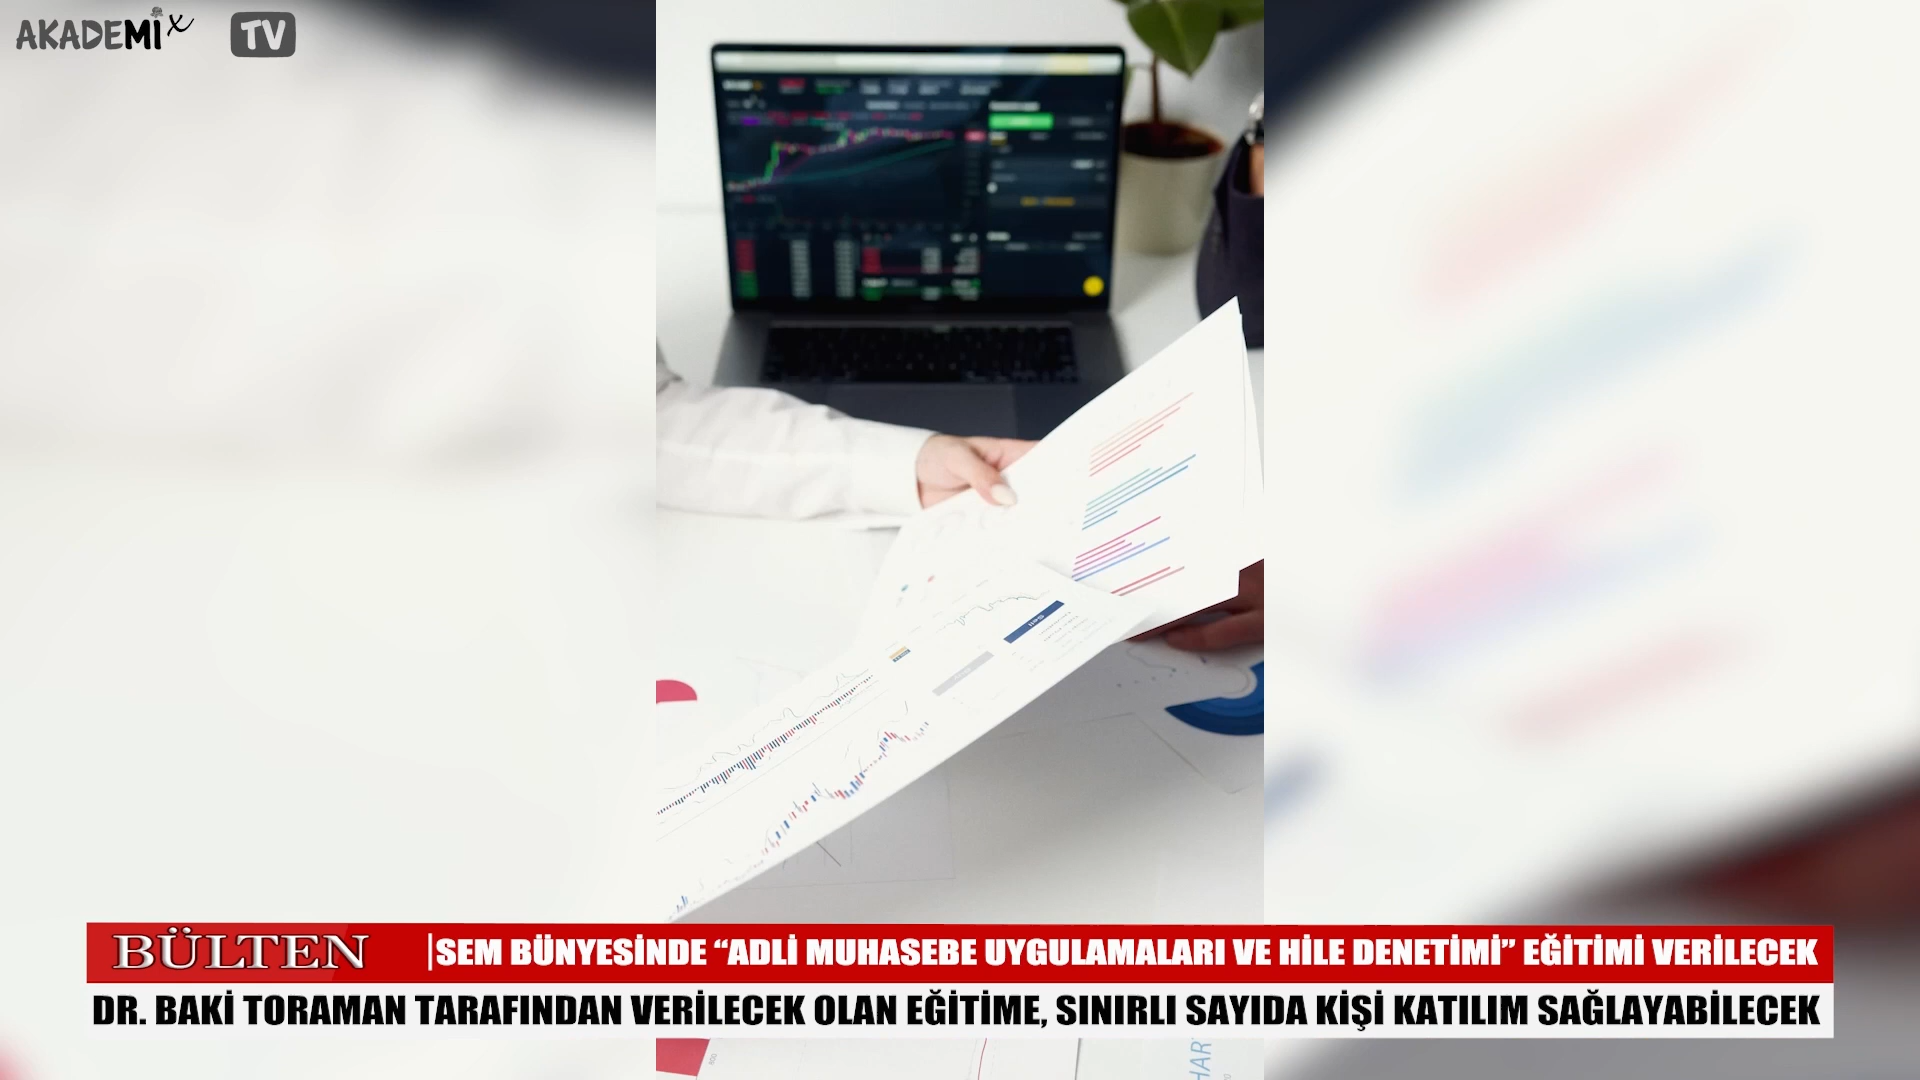 AKADEMİX TV
BÜLTEN
SEM BÜNYESİNDE “ADLİ MUHASEBE UYGULAMALARI VE HİLE DENETİMİ” EĞİTİMİ VERİLECEK
DR. BAKİ TORAMAN TARAFINDAN VERİLECEK OLAN EĞİTİME, SINIRLI SAYIDA KİŞİ KATILIM SAĞLAYABİLECEK